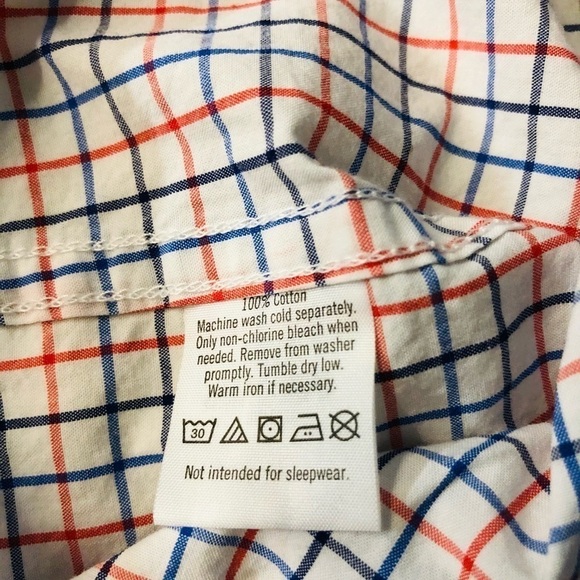 100% Cotton
Machine wash cold separately.
Only non-chlorine bleach when
needed. Remove from washer
promptly. Tumble dry low.
Warm iron if necessary.
30
Not intended for sleepwear.